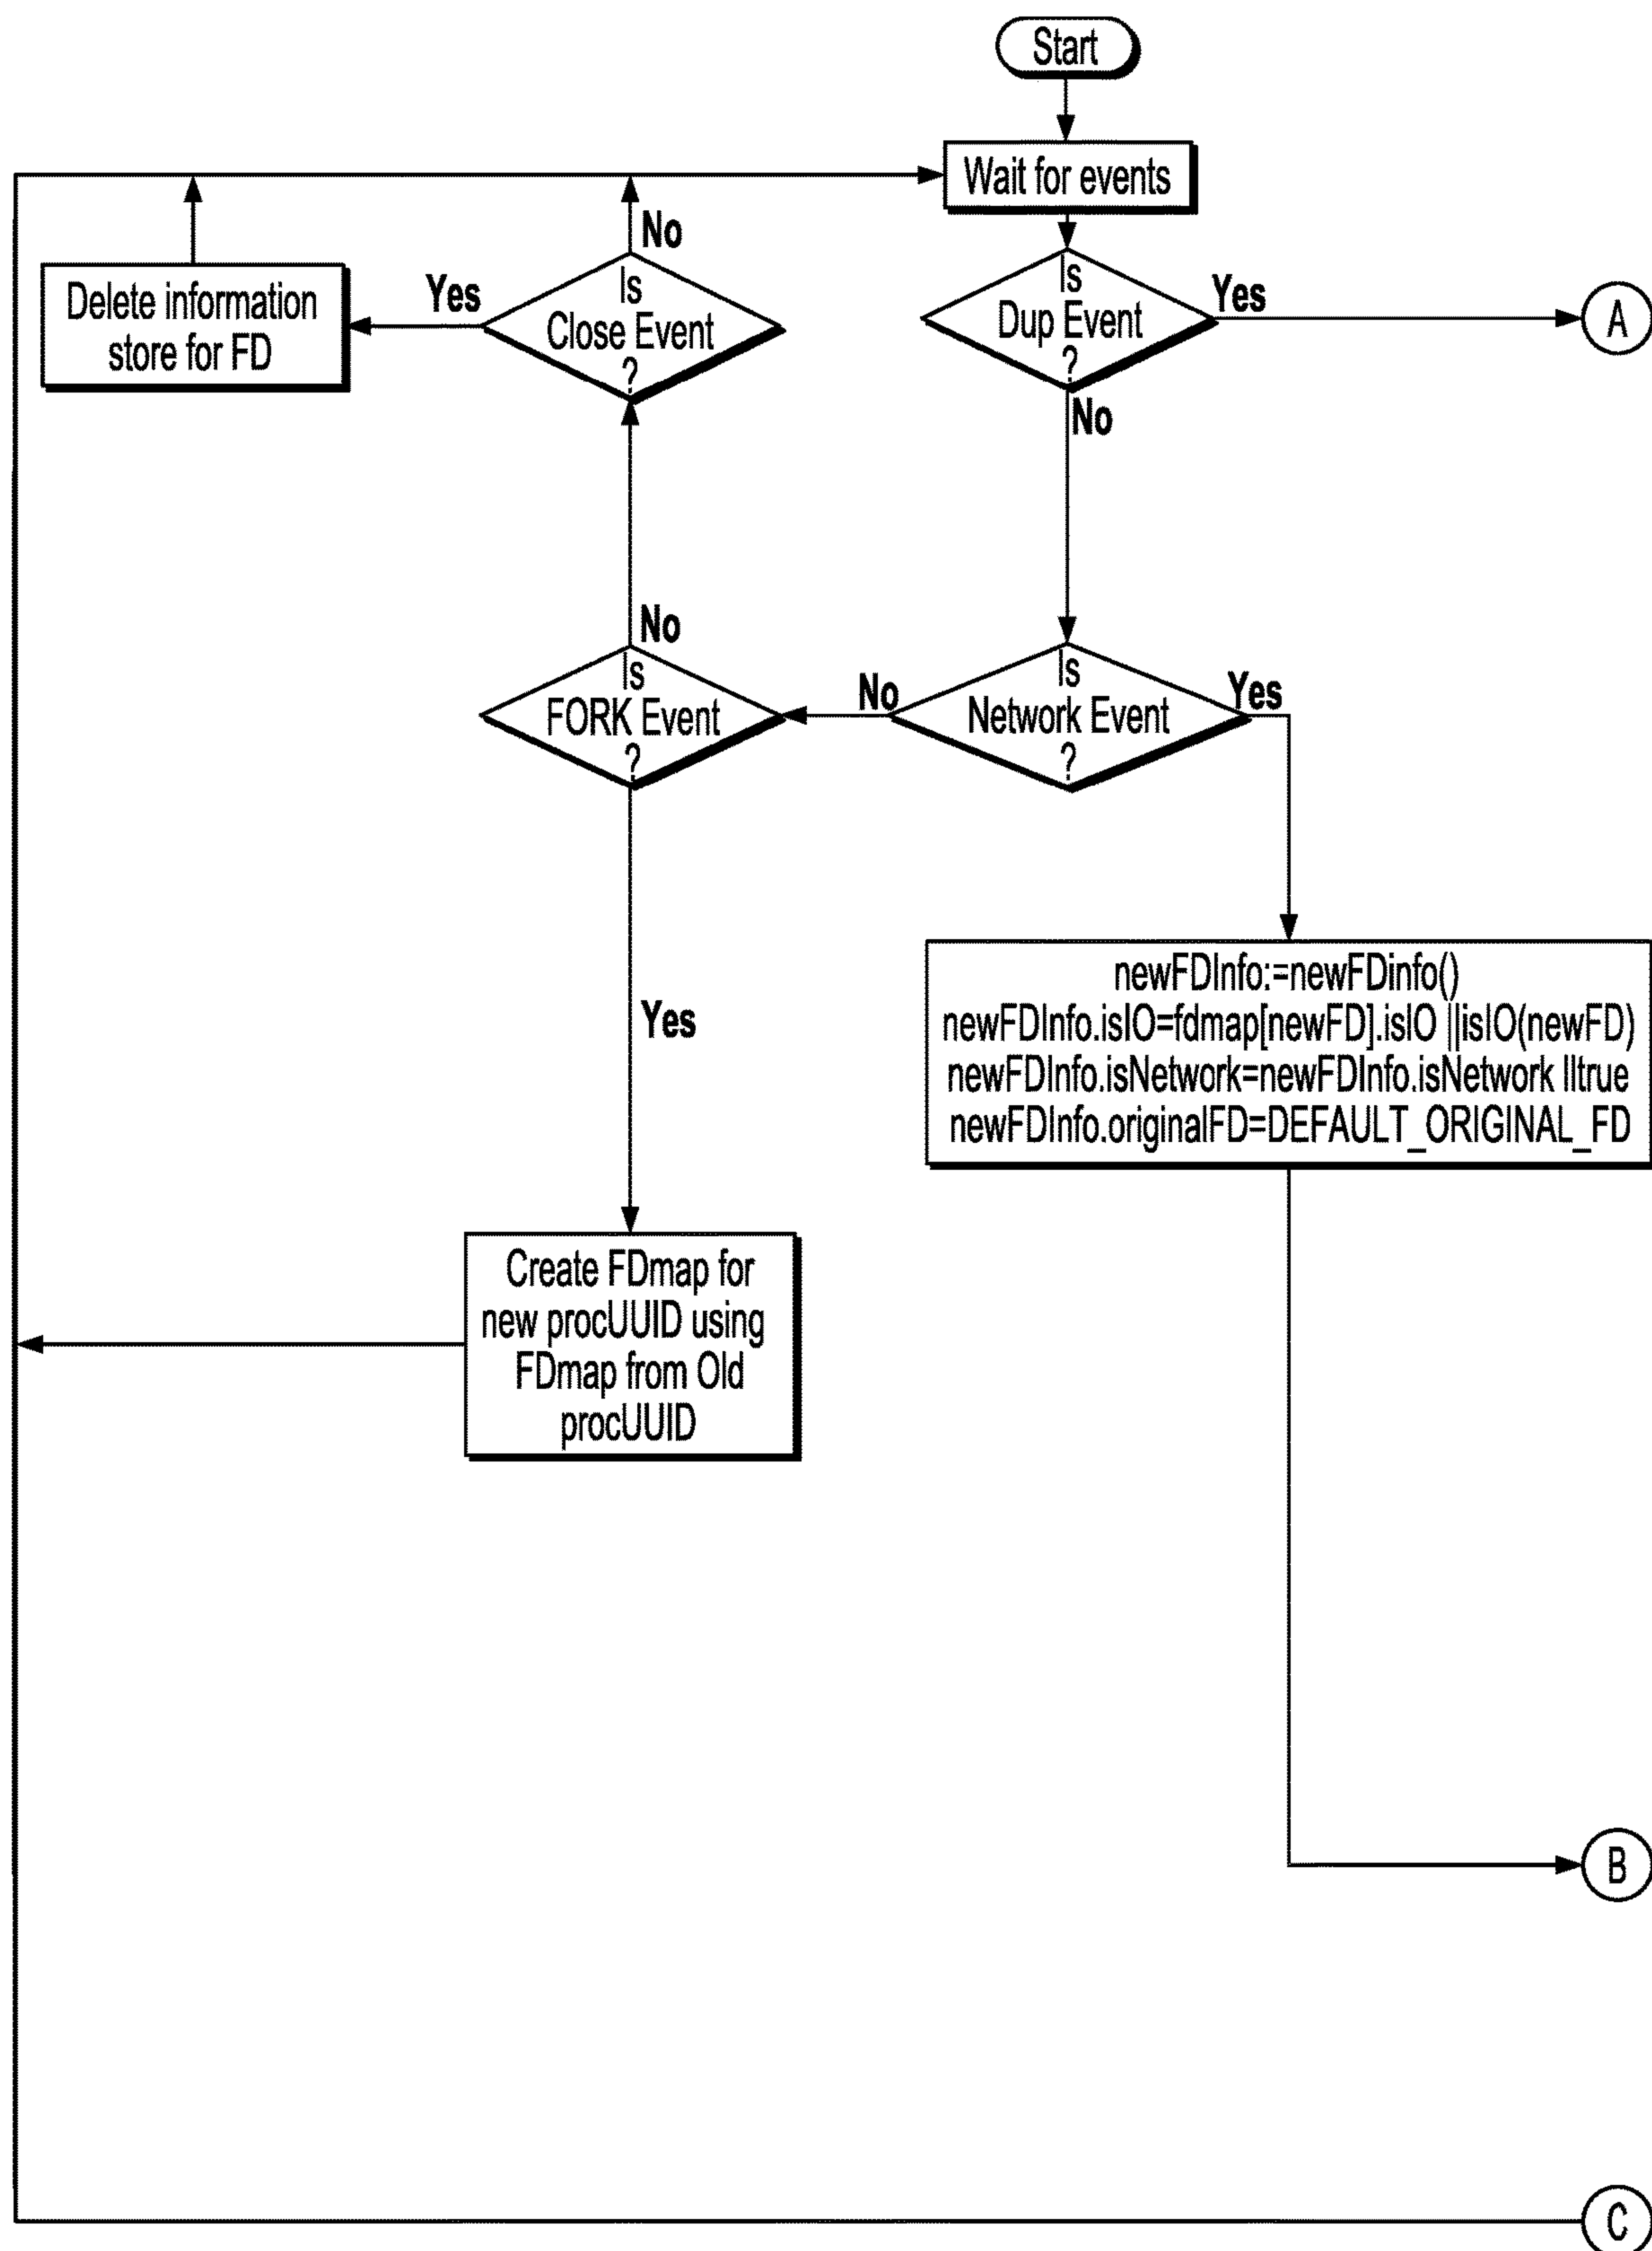 Start
Wait for events
No
Is
Close Event
?
Yes
Delete information
store for FD
Is
Dup Event
?
Yes
A
No
No
Is
FORK Event
?
No
Is
Network Event
?
Yes
newFDInfo:=newFDinfo()
newFDInfo.isIO=fdmap[newFD].isIO ||isIO(newFD)
newFDInfo.isNetwork=newFDInfo.isNetwork ||true
newFDInfo.originalFD=DEFAULT_ORIGINAL_FD
Yes
Create FDmap for
new procUUID using
FDmap from Old
procUUID
B
C